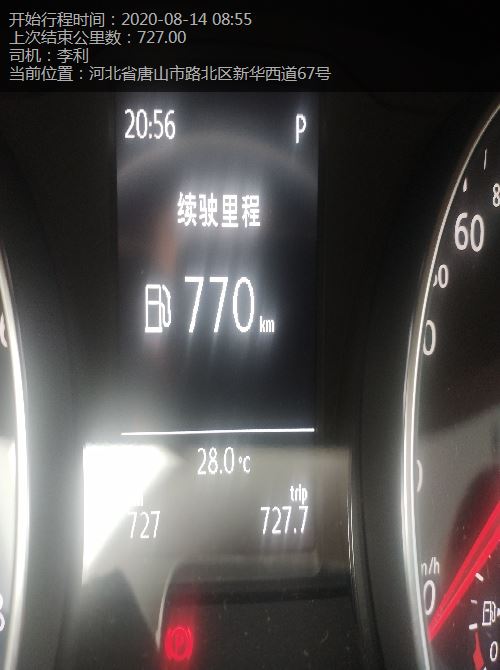 开始行程时间：2020-08-14 08:55
上次结束公里数：727.00
司机：李利
当前位置：河北省唐山市路北区新华西道67号
20:56 P
续驶里程
770 km
28.0℃
trip
727 727.7
60
8
0